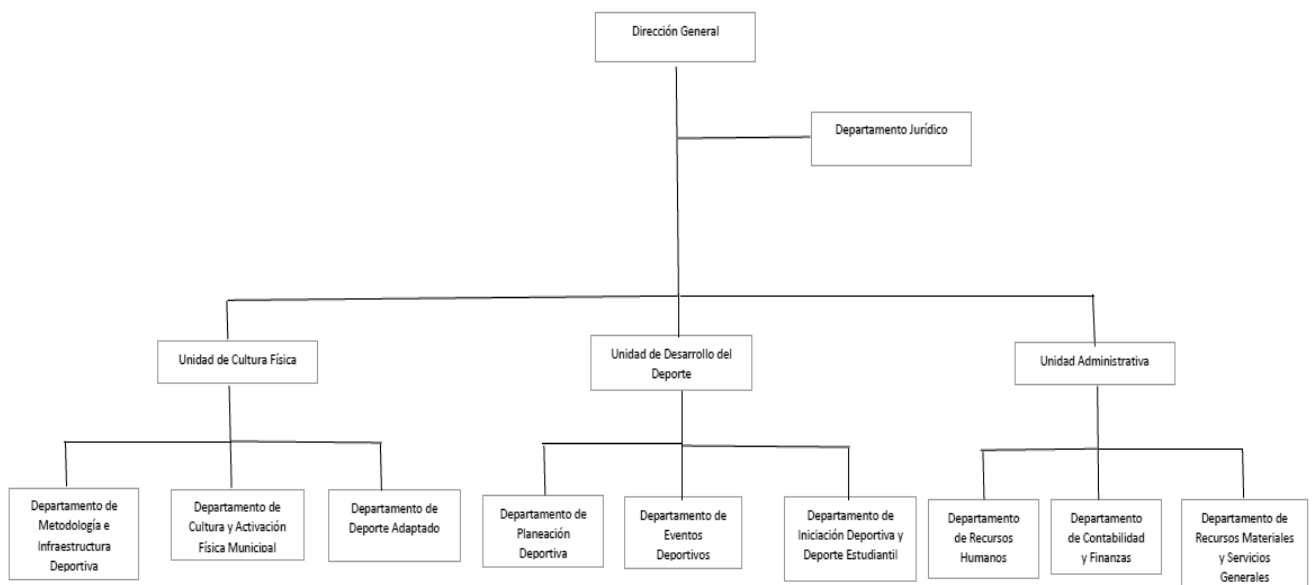 Dirección General
Departamento Jurídico
Unidad de Cultura Física
Unidad de Desarrollo del
Deporte
Unidad Administrativa
Departamento de
Metodología e
Infraestructura
Deportiva
Departamento de
Cultura y Activación
Física Municipal
Departamento de
Deporte Adaptado
Departamento de
Planeación
Deportiva
Departamento de
Eventos
Deportivos
Departamento de
Iniciación Deportiva y
Deporte Estudiantil
Departamento
de Recursos
Humanos
Departamento
de Contabilidad
y Finanzas
Departamento de
Recursos Materiales
y Servicios
Generales